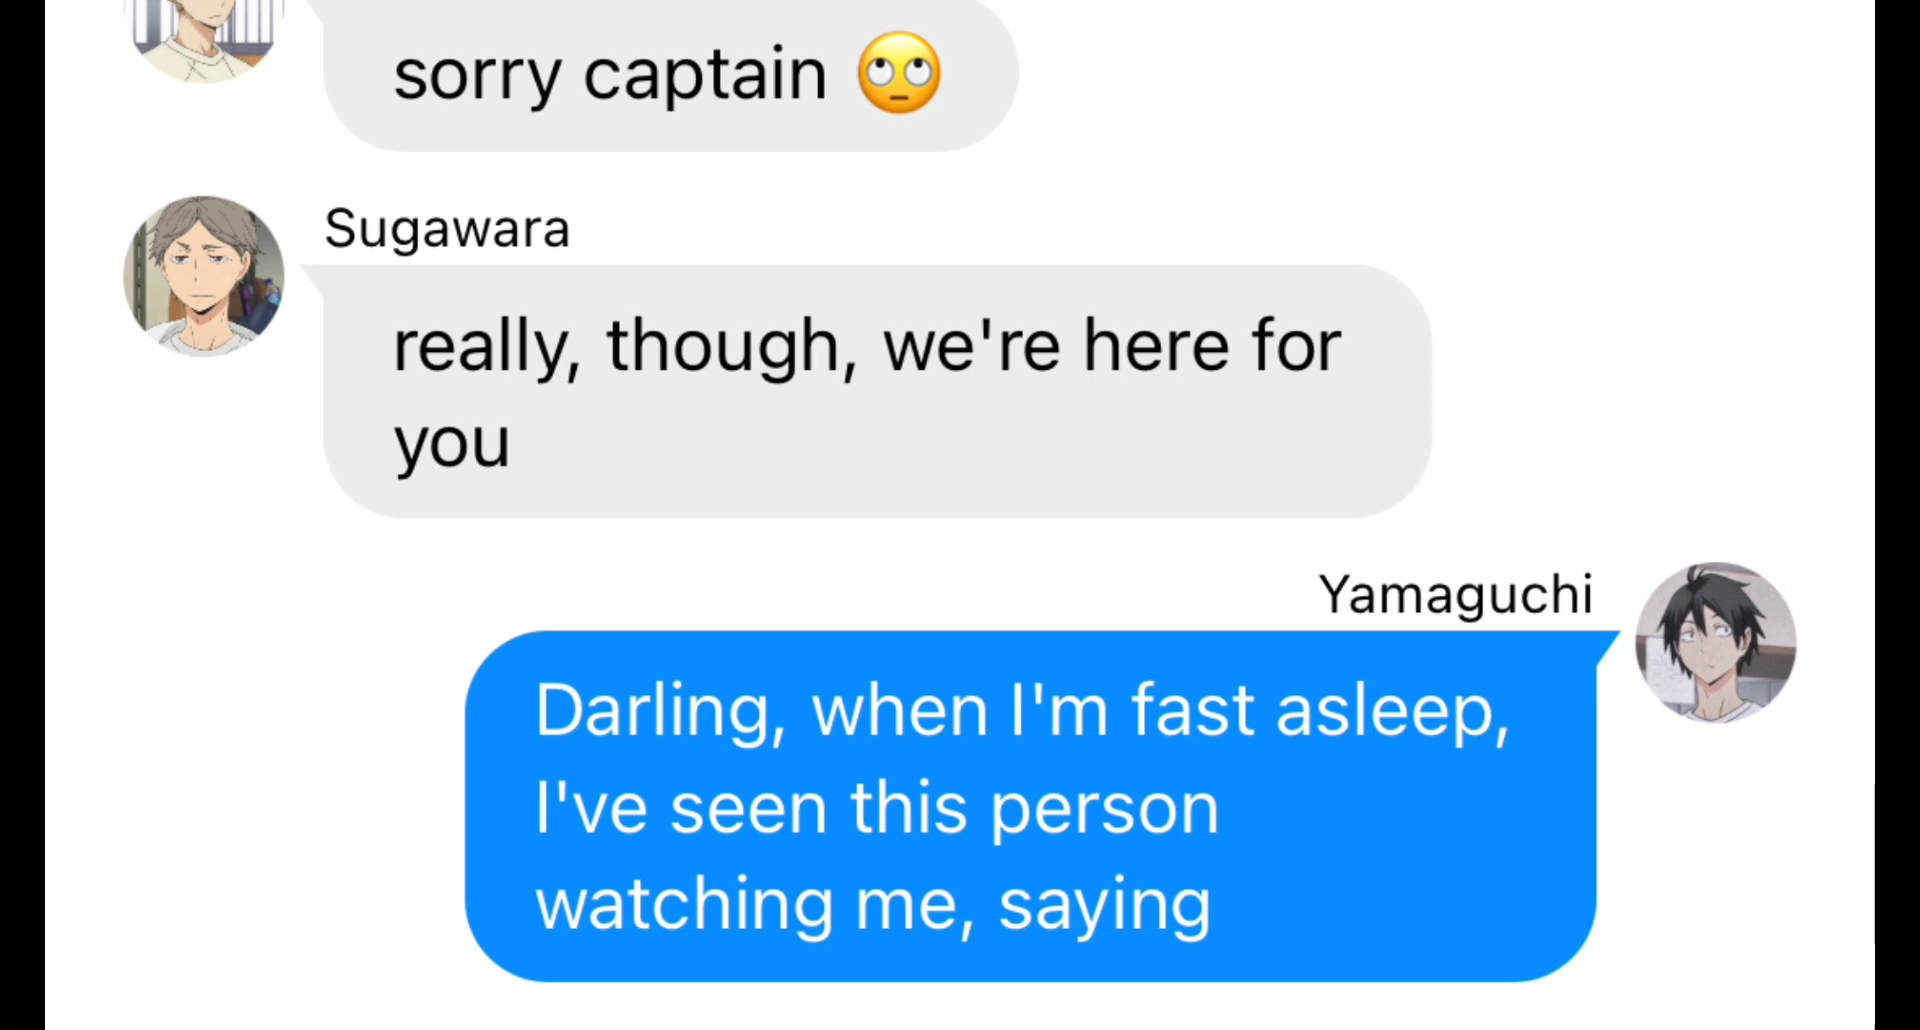 sorry captain 🙄
Sugawara
really, though, we're here for
you
Yamaguchi
Darling, when I'm fast asleep,
I've seen this person
watching me, saying